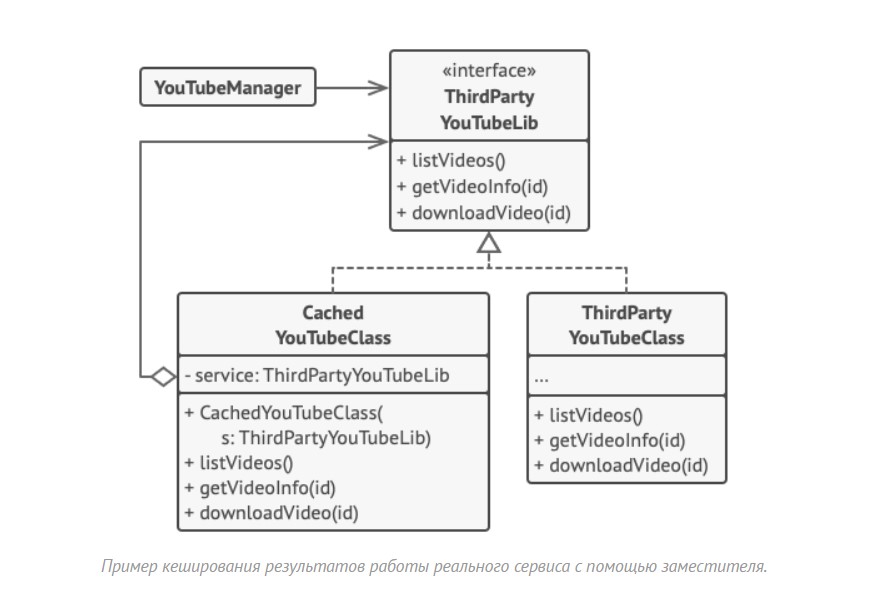 YouTubeManager
«interface»
ThirdParty
YouTubeLib
+ listVideos()
+ getVideoInfo(id)
+ downloadVideo(id)
Cached
YouTubeClass
- service: ThirdPartyYouTubeLib
+ CachedYouTubeClass(
s: ThirdPartyYouTubeLib)
+ listVideos()
+ getVideoInfo(id)
+ downloadVideo(id)
ThirdParty
YouTubeClass
...
+ listVideos()
+ getVideoInfo(id)
+ downloadVideo(id)
Пример кеширования результатов работы реального сервиса с помощью заместителя.